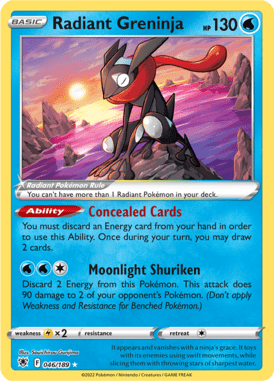 BASIC Radiant Greninja HP 130
Radiant Pokémon Rule
You can't have more than 1 Radiant Pokémon in your deck.
Ability Concealed Cards
You must discard an Energy card from your hand in order
to use this Ability. Once during your turn, you may draw
2 cards.
Moonlight Shuriken
Discard 2 Energy from this Pokémon. This attack does
90 damage to 2 of your opponent's Pokémon. (Don't apply
Weakness and Resistance for Benched Pokémon.)
weakness ×2 resistance retreat
Illus. Souichirou Gunjima
F 046/189
It appears and vanishes with a ninja's grace. It toys
with its enemies using swift movements, while
slicing them with throwing stars of sharpest water.
©2022 Pokémon / Nintendo / Creatures / GAME FREAK